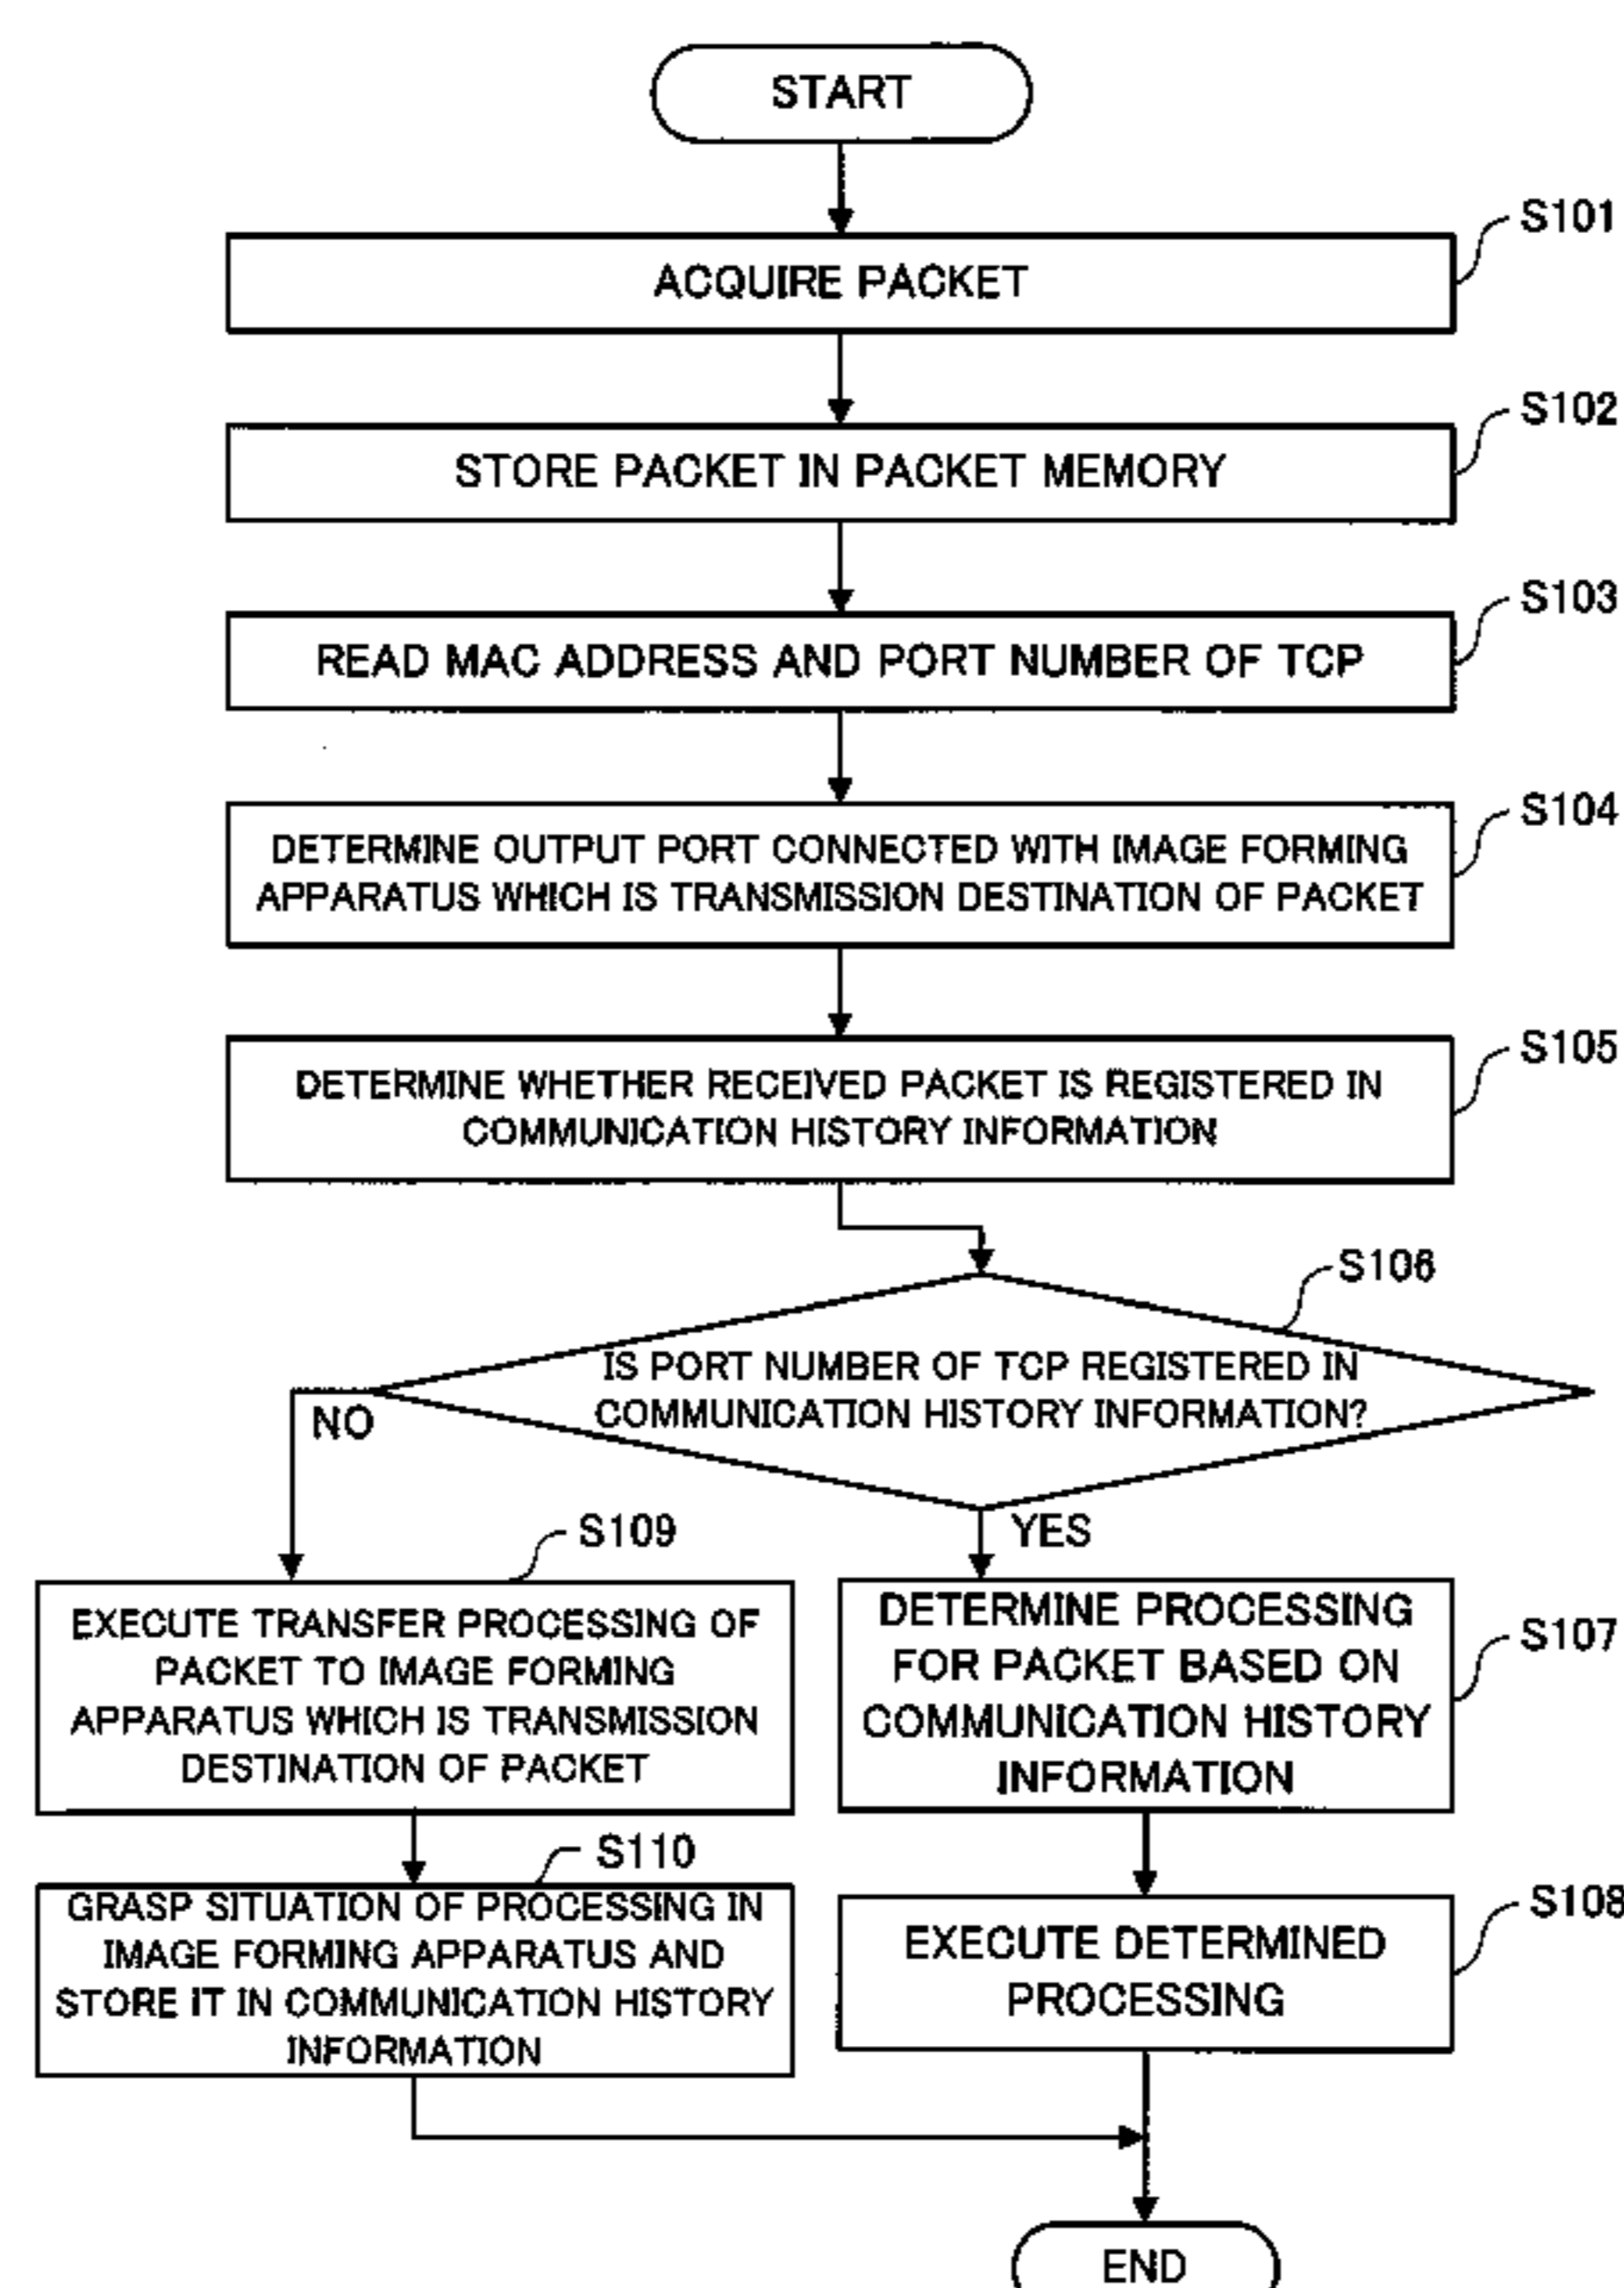 START
S101
ACQUIRE PACKET
S102
STORE PACKET IN PACKET MEMORY
S103
READ MAC ADDRESS AND PORT NUMBER OF TCP
S104
DETERMINE OUTPUT PORT CONNECTED WITH IMAGE FORMING
APPARATUS WHICH IS TRANSMISSION DESTINATION OF PACKET
S105
DETERMINE WHETHER RECEIVED PACKET IS REGISTERED IN
COMMUNICATION HISTORY INFORMATION
S106
IS PORT NUMBER OF TCP REGISTERED IN
COMMUNICATION HISTORY INFORMATION?
NO
YES
S109
EXECUTE TRANSFER PROCESSING OF
PACKET TO IMAGE FORMING
APPARATUS WHICH IS TRANSMISSION
DESTINATION OF PACKET
S107
DETERMINE PROCESSING
FOR PACKET BASED ON
COMMUNICATION HISTORY
INFORMATION
S110
GRASP SITUATION OF PROCESSING IN
IMAGE FORMING APPARATUS AND
STORE IT IN COMMUNICATION HISTORY
INFORMATION
S108
EXECUTE DETERMINED
PROCESSING
END